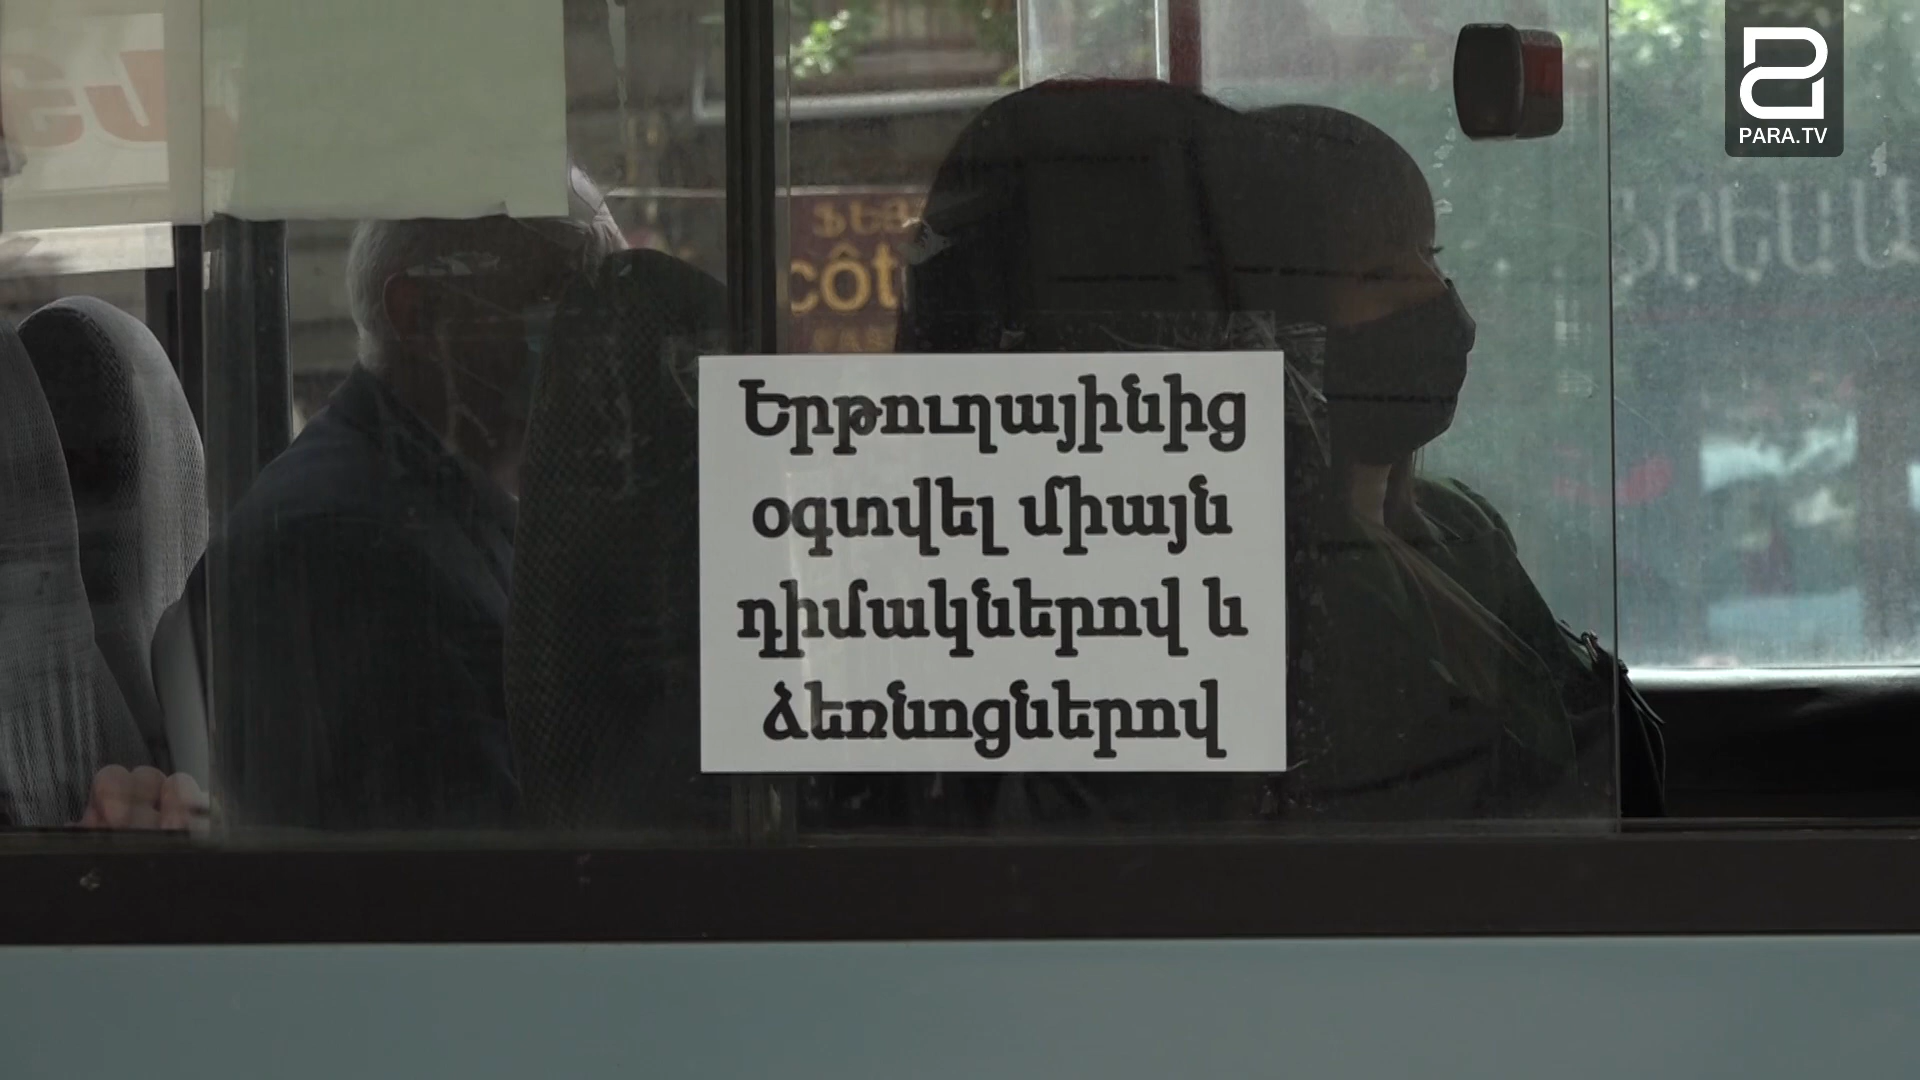 PARA.TV
côt
Երթուղայինից
օգտվել միայն
դիմակներով և
ձեռնոցներով